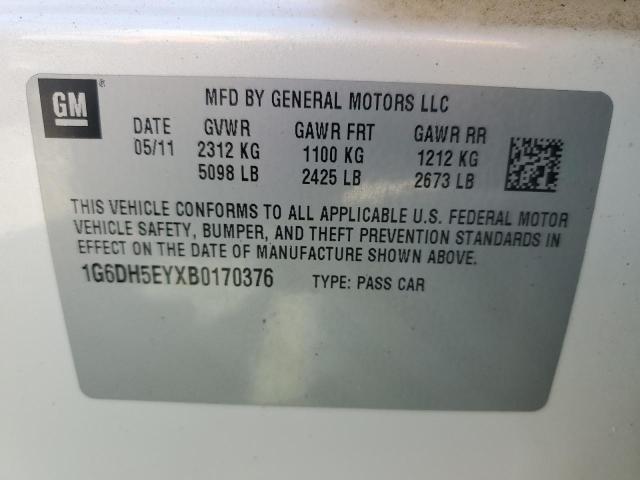 GM ®
MFD BY GENERAL MOTORS LLC
DATE GVWR GAWR FRT GAWR RR
05/11 2312 KG 1100 KG 1212 KG
5098 LB 2425 LB 2673 LB
THIS VEHICLE CONFORMS TO ALL APPLICABLE U.S. FEDERAL MOTOR
VEHICLE SAFETY, BUMPER, AND THEFT PREVENTION STANDARDS IN
EFFECT ON THE DATE OF MANUFACTURE SHOWN ABOVE.
1G6DH5EYXB0170376 TYPE: PASS CAR